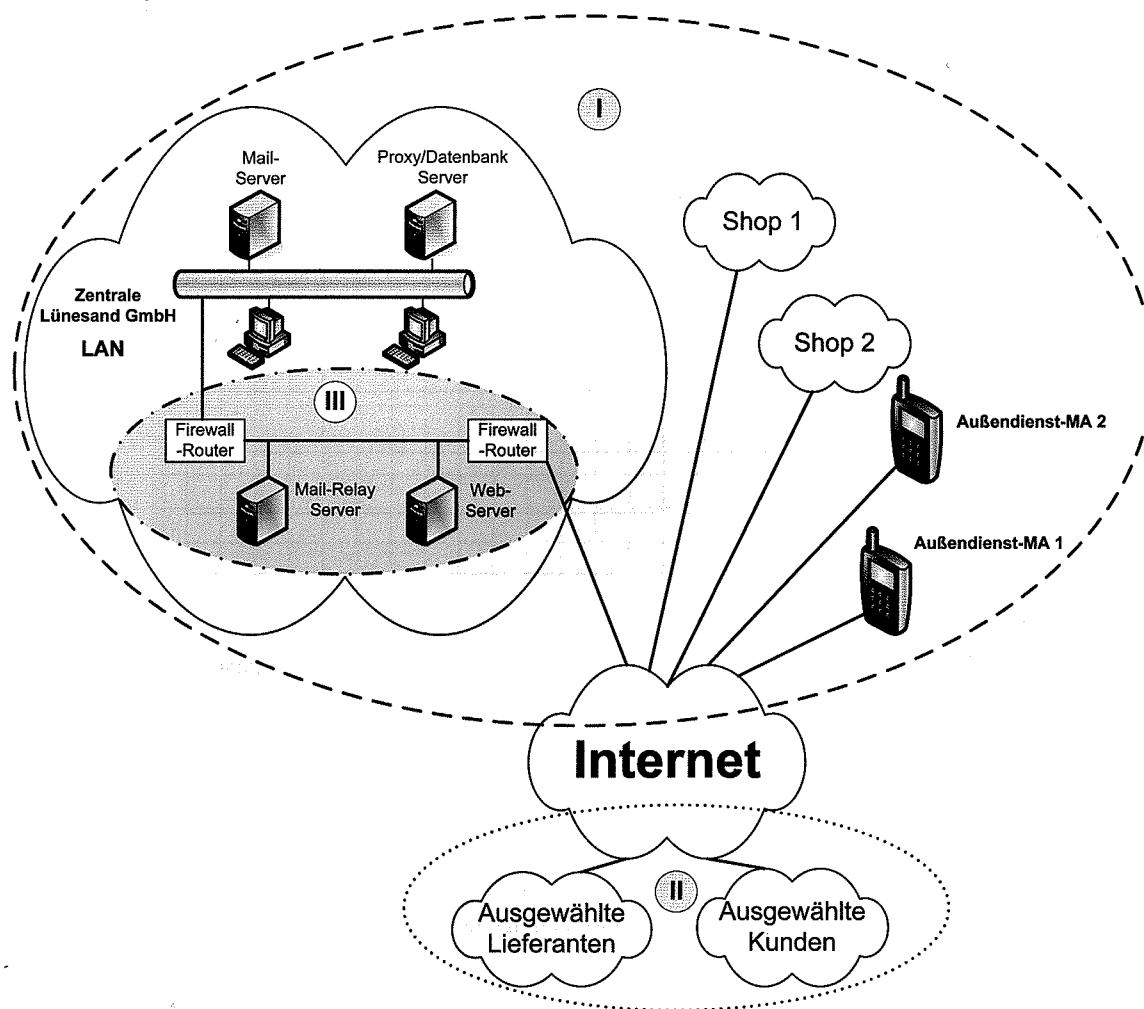 I
Mail-
Server
Proxy/Datenbank
Server
Shop 1
Zentrale
Lünesand GmbH
LAN
Shop 2
III
Firewall
-Router
Firewall
-Router
Außendienst-MA 2
Mail-Relay
Server
Web-
Server
Außendienst-MA 1
Internet
II
Ausgewählte
Lieferanten
Ausgewählte
Kunden